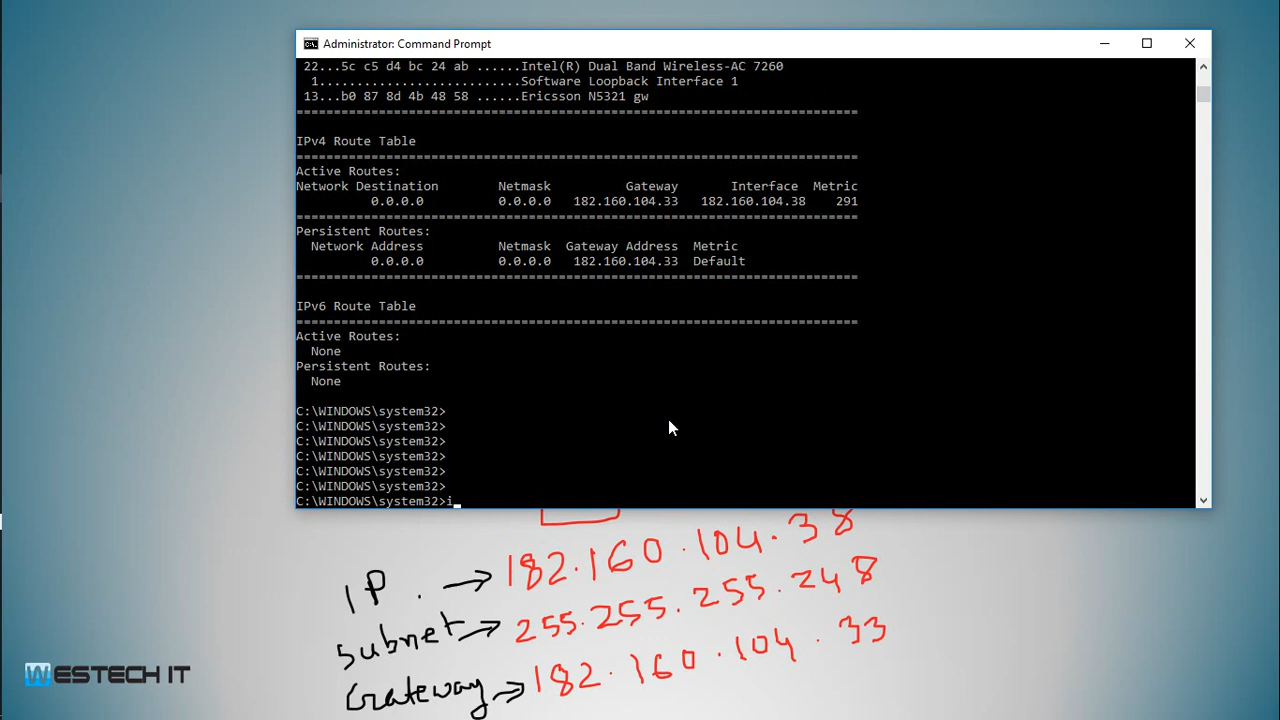 Administrator: Command Prompt
22...5c c5 d4 bc 24 ab ......Intel(R) Dual Band Wireless-AC 7260
1...........................Software Loopback Interface 1
13...b0 87 8d 4b 48 58 ......Ericsson N5321 gw
===========================================================================
IPv4 Route Table
===========================================================================
Active Routes:
Network Destination Netmask Gateway Interface Metric
0.0.0.0 0.0.0.0 182.160.104.33 182.160.104.38 291
===========================================================================
Persistent Routes:
Network Address Netmask Gateway Address Metric
0.0.0.0 0.0.0.0 182.160.104.33 Default
===========================================================================
IPv6 Route Table
===========================================================================
Active Routes:
None
Persistent Routes:
None
C:\WINDOWS\system32>
C:\WINDOWS\system32>
C:\WINDOWS\system32>
C:\WINDOWS\system32>
C:\WINDOWS\system32>
C:\WINDOWS\system32>
C:\WINDOWS\system32>i_
IP. → 182.160.104.38
Subnet → 255.255.255.248
Gateway → 182.160.104.33
WESTECH IT